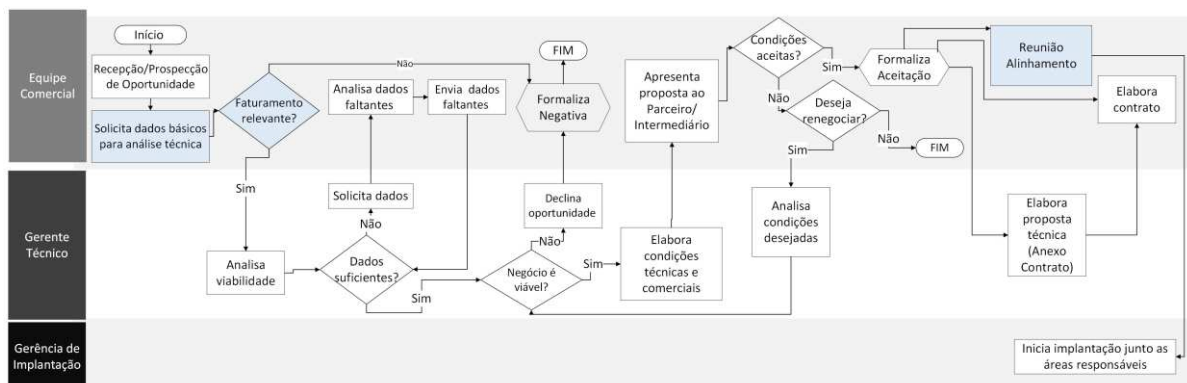 Equipe
Comercial
Início
Recepção/Prospecção
de Oportunidade
Solicita dados básicos
para análise técnica
Faturamento
relevante?
Não
Sim
Analisa dados
faltantes
Envia dados
faltantes
FIM
Formaliza
Negativa
Apresenta
proposta ao
Parceiro/
Intermediário
Condições
aceitas?
Sim
Não
Formaliza
Aceitação
Reunião
Alinhamento
Elabora
contrato
Deseja
renegociar?
Sim
Não
FIM
Gerente
Técnico
Analisa
viabilidade
Solicita dados
Não
Dados
suficientes?
Sim
Declina
oportunidade
Não
Negócio é
viável?
Sim
Elabora
condições
técnicas e
comerciais
Analisa
condições
desejadas
Elabora
proposta
técnica
(Anexo
Contrato)
Gerência de
Implantação
Inicia implantação junto as
áreas responsáveis